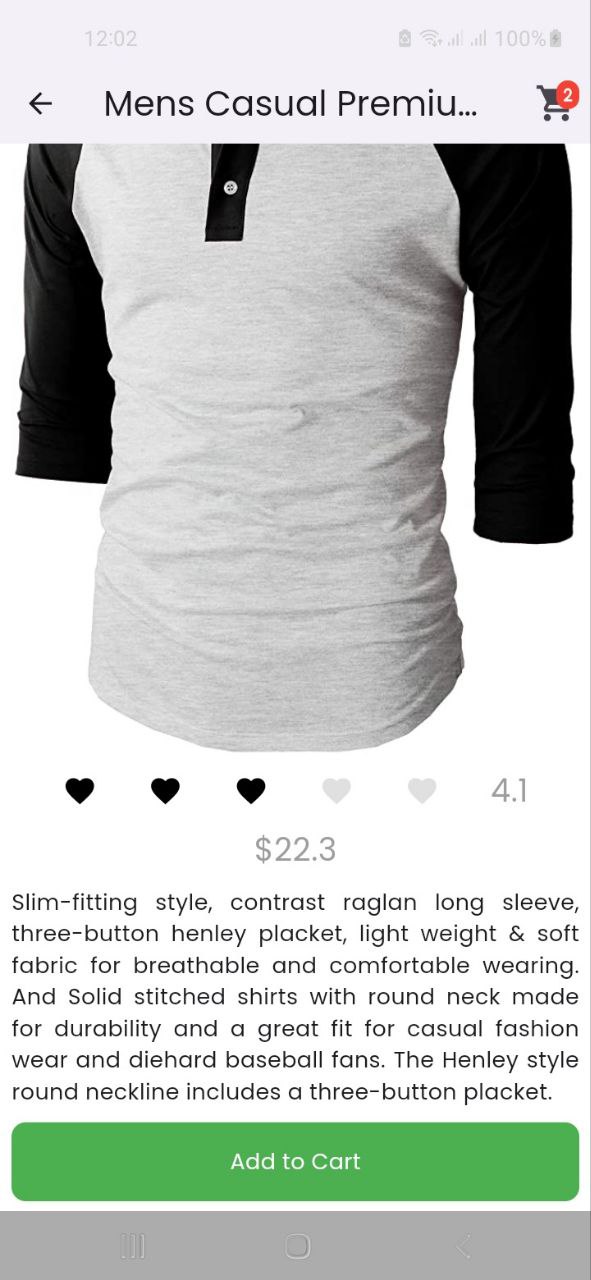 12:02
100%
Mens Casual Premiu...
2
4.1
$22.3
Slim-fitting style, contrast raglan long sleeve,
three-button henley placket, light weight & soft
fabric for breathable and comfortable wearing.
And Solid stitched shirts with round neck made
for durability and a great fit for casual fashion
wear and diehard baseball fans. The Henley style
round neckline includes a three-button placket.
Add to Cart